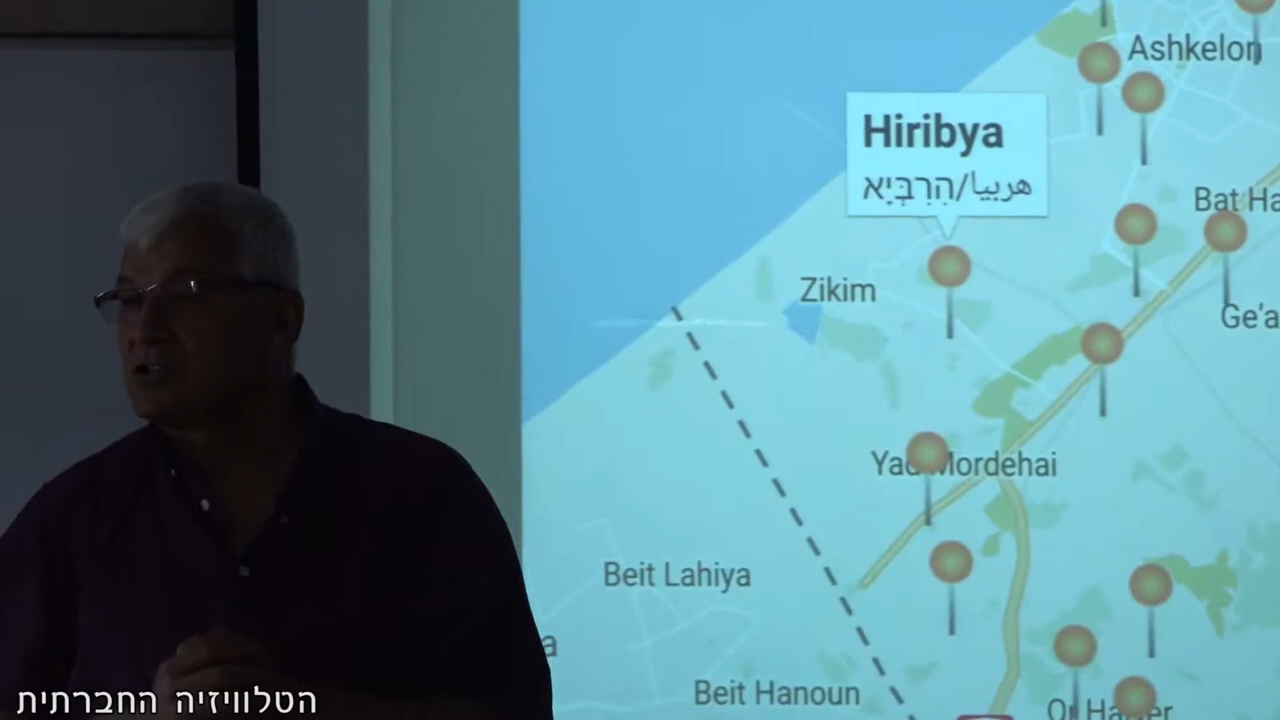 Ashkelon
Hiribya
هربيا/הִרִבְּיָא
Bat Ha
Zikim
Ge'a
Yad Mordehai
Beit Lahiya
a
Beit Hanoun
הטלוויזיה החברתית